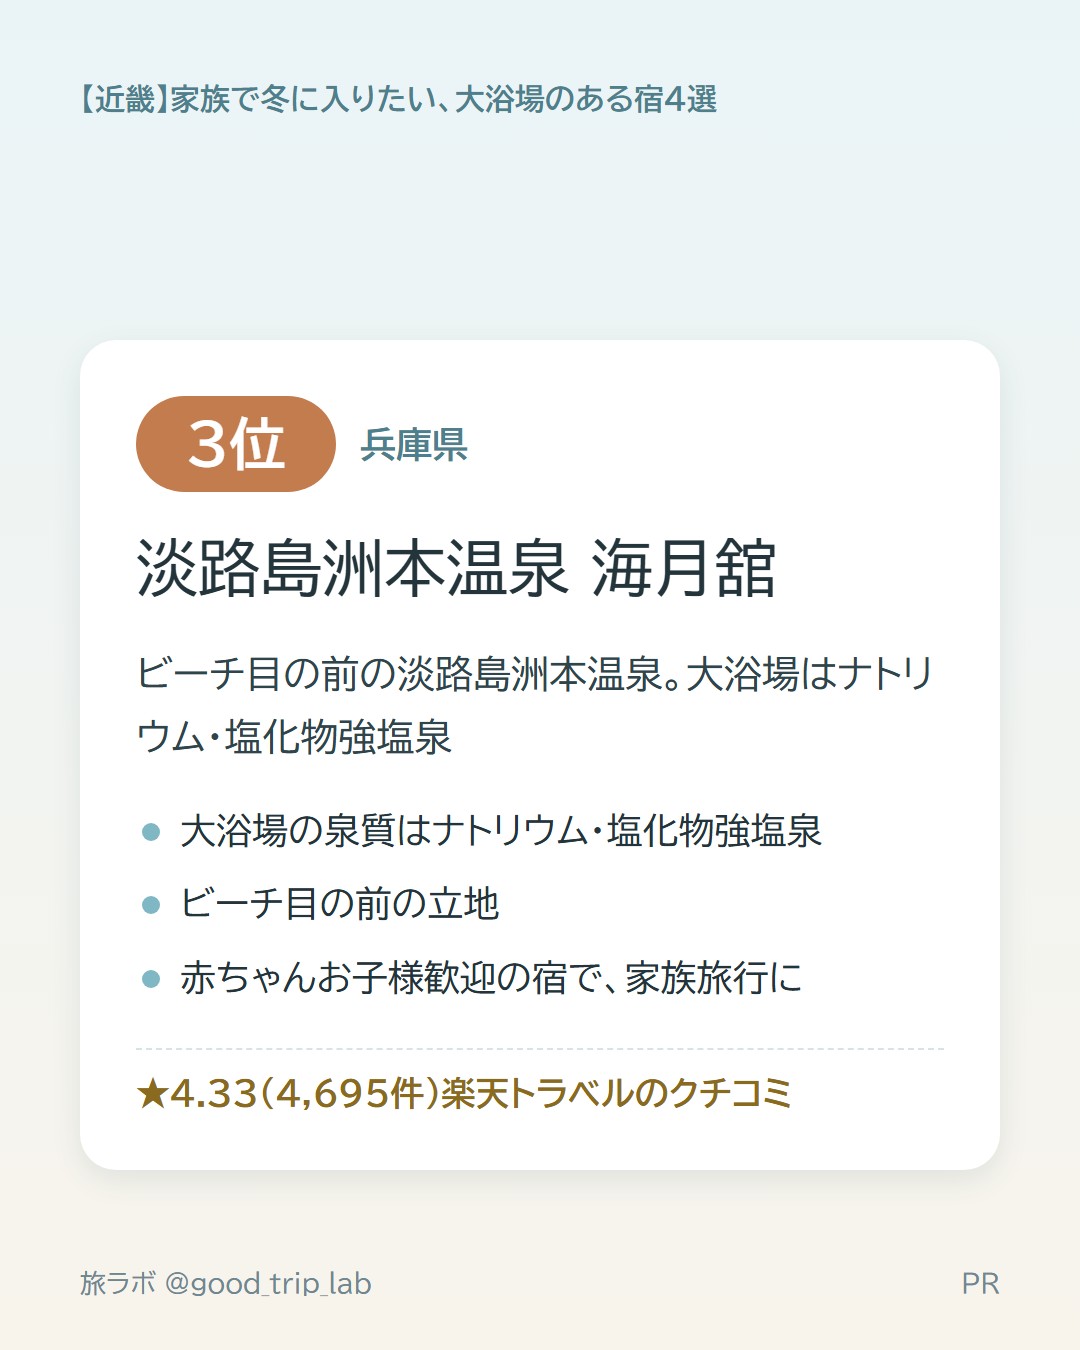 【近畿】家族で冬に入りたい、大浴場のある宿4選
3位
兵庫県
淡路島洲本温泉 海月舘
ビーチ目の前の淡路島洲本温泉。大浴場はナトリ
ウム・塩化物強塩泉
大浴場の泉質はナトリウム・塩化物強塩泉
ビーチ目の前の立地
赤ちゃんお子様歓迎の宿で、家族旅行に
★4.33(4,695件)楽天トラベルのクチコミ
旅ラボ @good_trip_lab
PR